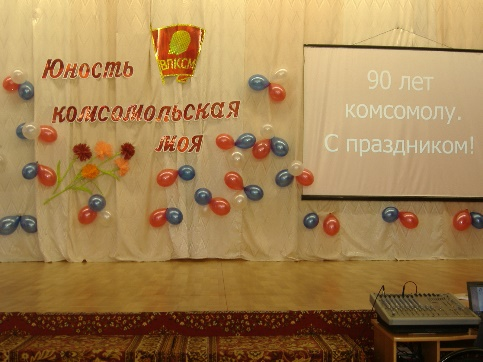 ВЛКСМ
Юность
комсомольская
моя
90 лет
комсомолу.
С праздником!